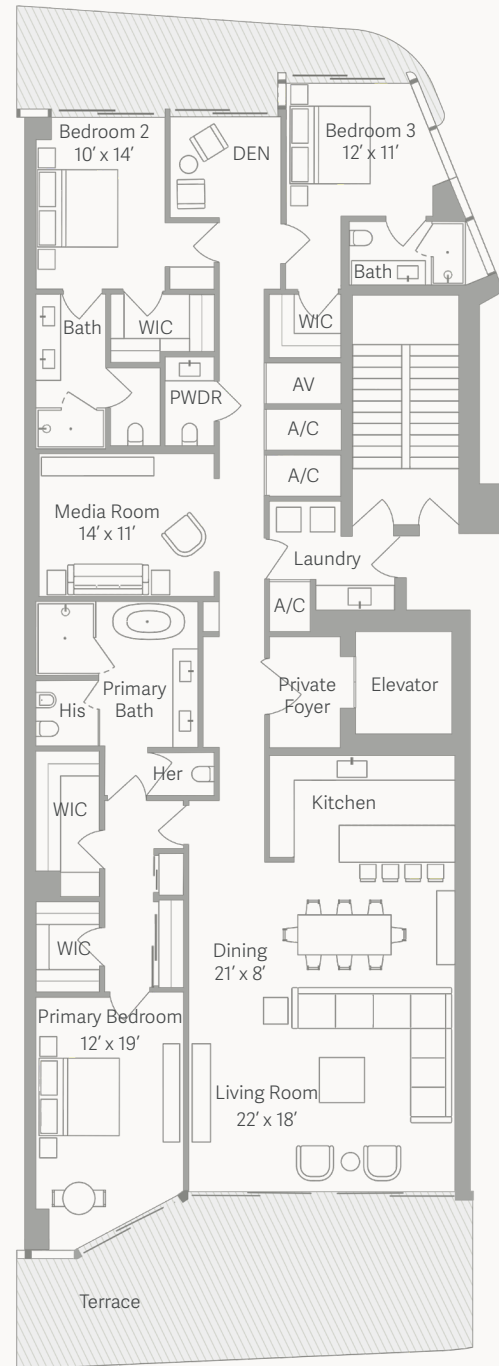 Bedroom 2
10’ x 14’
DEN
Bedroom 3
12’ x 11’
Bath
Bath
WIC
WIC
PWDR
AV
A/C
A/C
Media Room
14’ x 11’
Laundry
A/C
Primary
Bath
His
Private
Foyer
Elevator
Her
WIC
Kitchen
WIC
Dining
21’ x 8’
Primary Bedroom
12’ x 19’
Living Room
22’ x 18’
Terrace